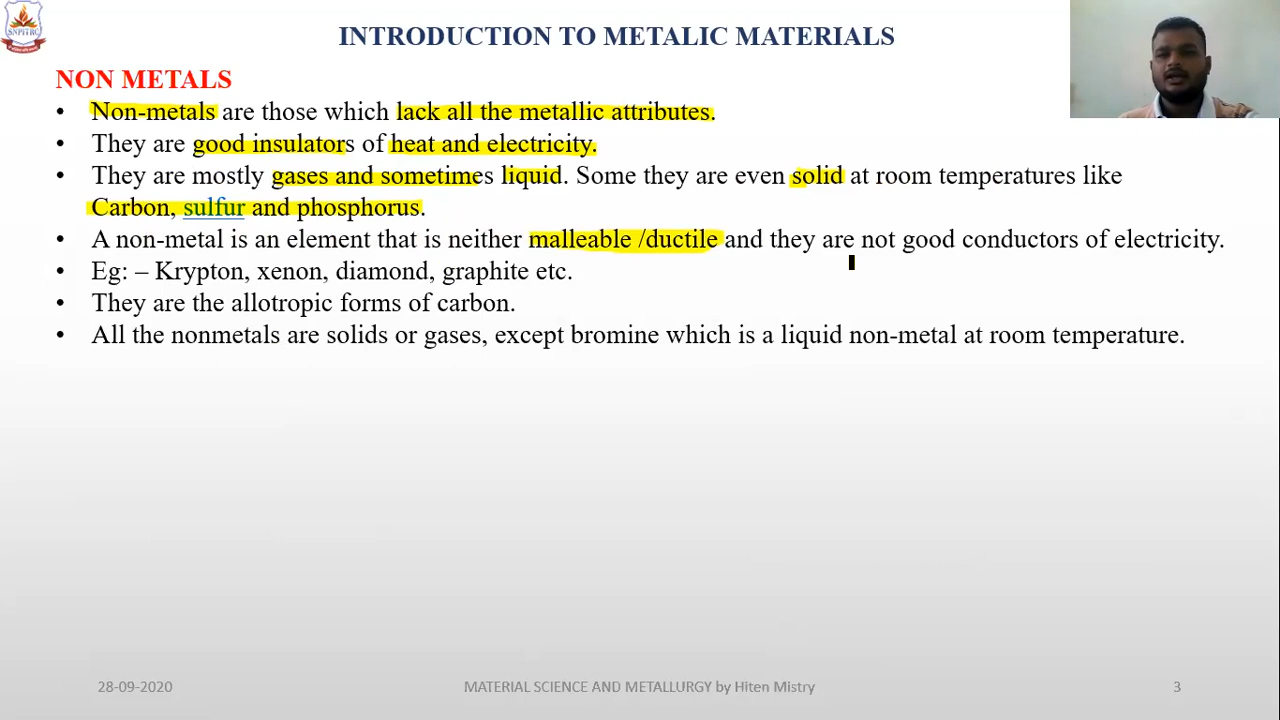 SNPITRC
INTRODUCTION TO METALIC MATERIALS
NON METALS
• Non-metals are those which lack all the metallic attributes.
• They are good insulators of heat and electricity.
• They are mostly gases and sometimes liquid. Some they are even solid at room temperatures like
Carbon, sulfur and phosphorus.
• A non-metal is an element that is neither malleable /ductile and they are not good conductors of electricity.
• Eg: – Krypton, xenon, diamond, graphite etc.
• They are the allotropic forms of carbon.
• All the nonmetals are solids or gases, except bromine which is a liquid non-metal at room temperature.
28-09-2020 MATERIAL SCIENCE AND METALLURGY by Hiten Mistry 3